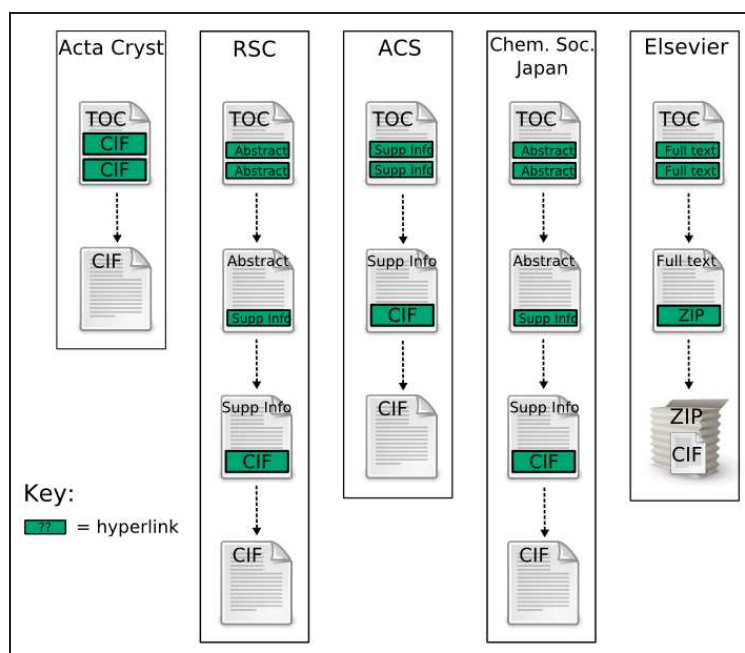 Acta Cryst
TOC
CIF
CIF
CIF
RSC
TOC
Abstract
Abstract
Abstract
Supp Info
Supp Info
CIF
CIF
ACS
TOC
Supp Info
Supp Info
Supp Info
CIF
CIF
Chem. Soc.
Japan
TOC
Abstract
Abstract
Abstract
Supp Info
Supp Info
CIF
CIF
Elsevier
TOC
Full text
Full text
Full text
ZIP
ZIP
CIF
Key:
?? = hyperlink